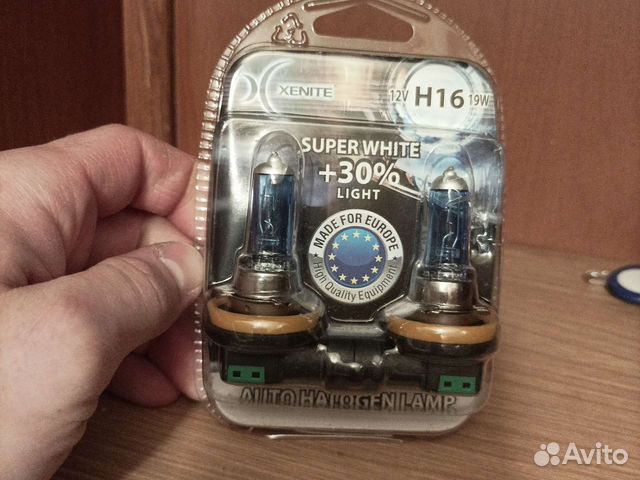 XENITE
12V H16 19W
SUPER WHITE
+30%
LIGHT
MADE FOR EUROPE
High Quality Equipment
AUTO HALOGEN LAMP
Avito